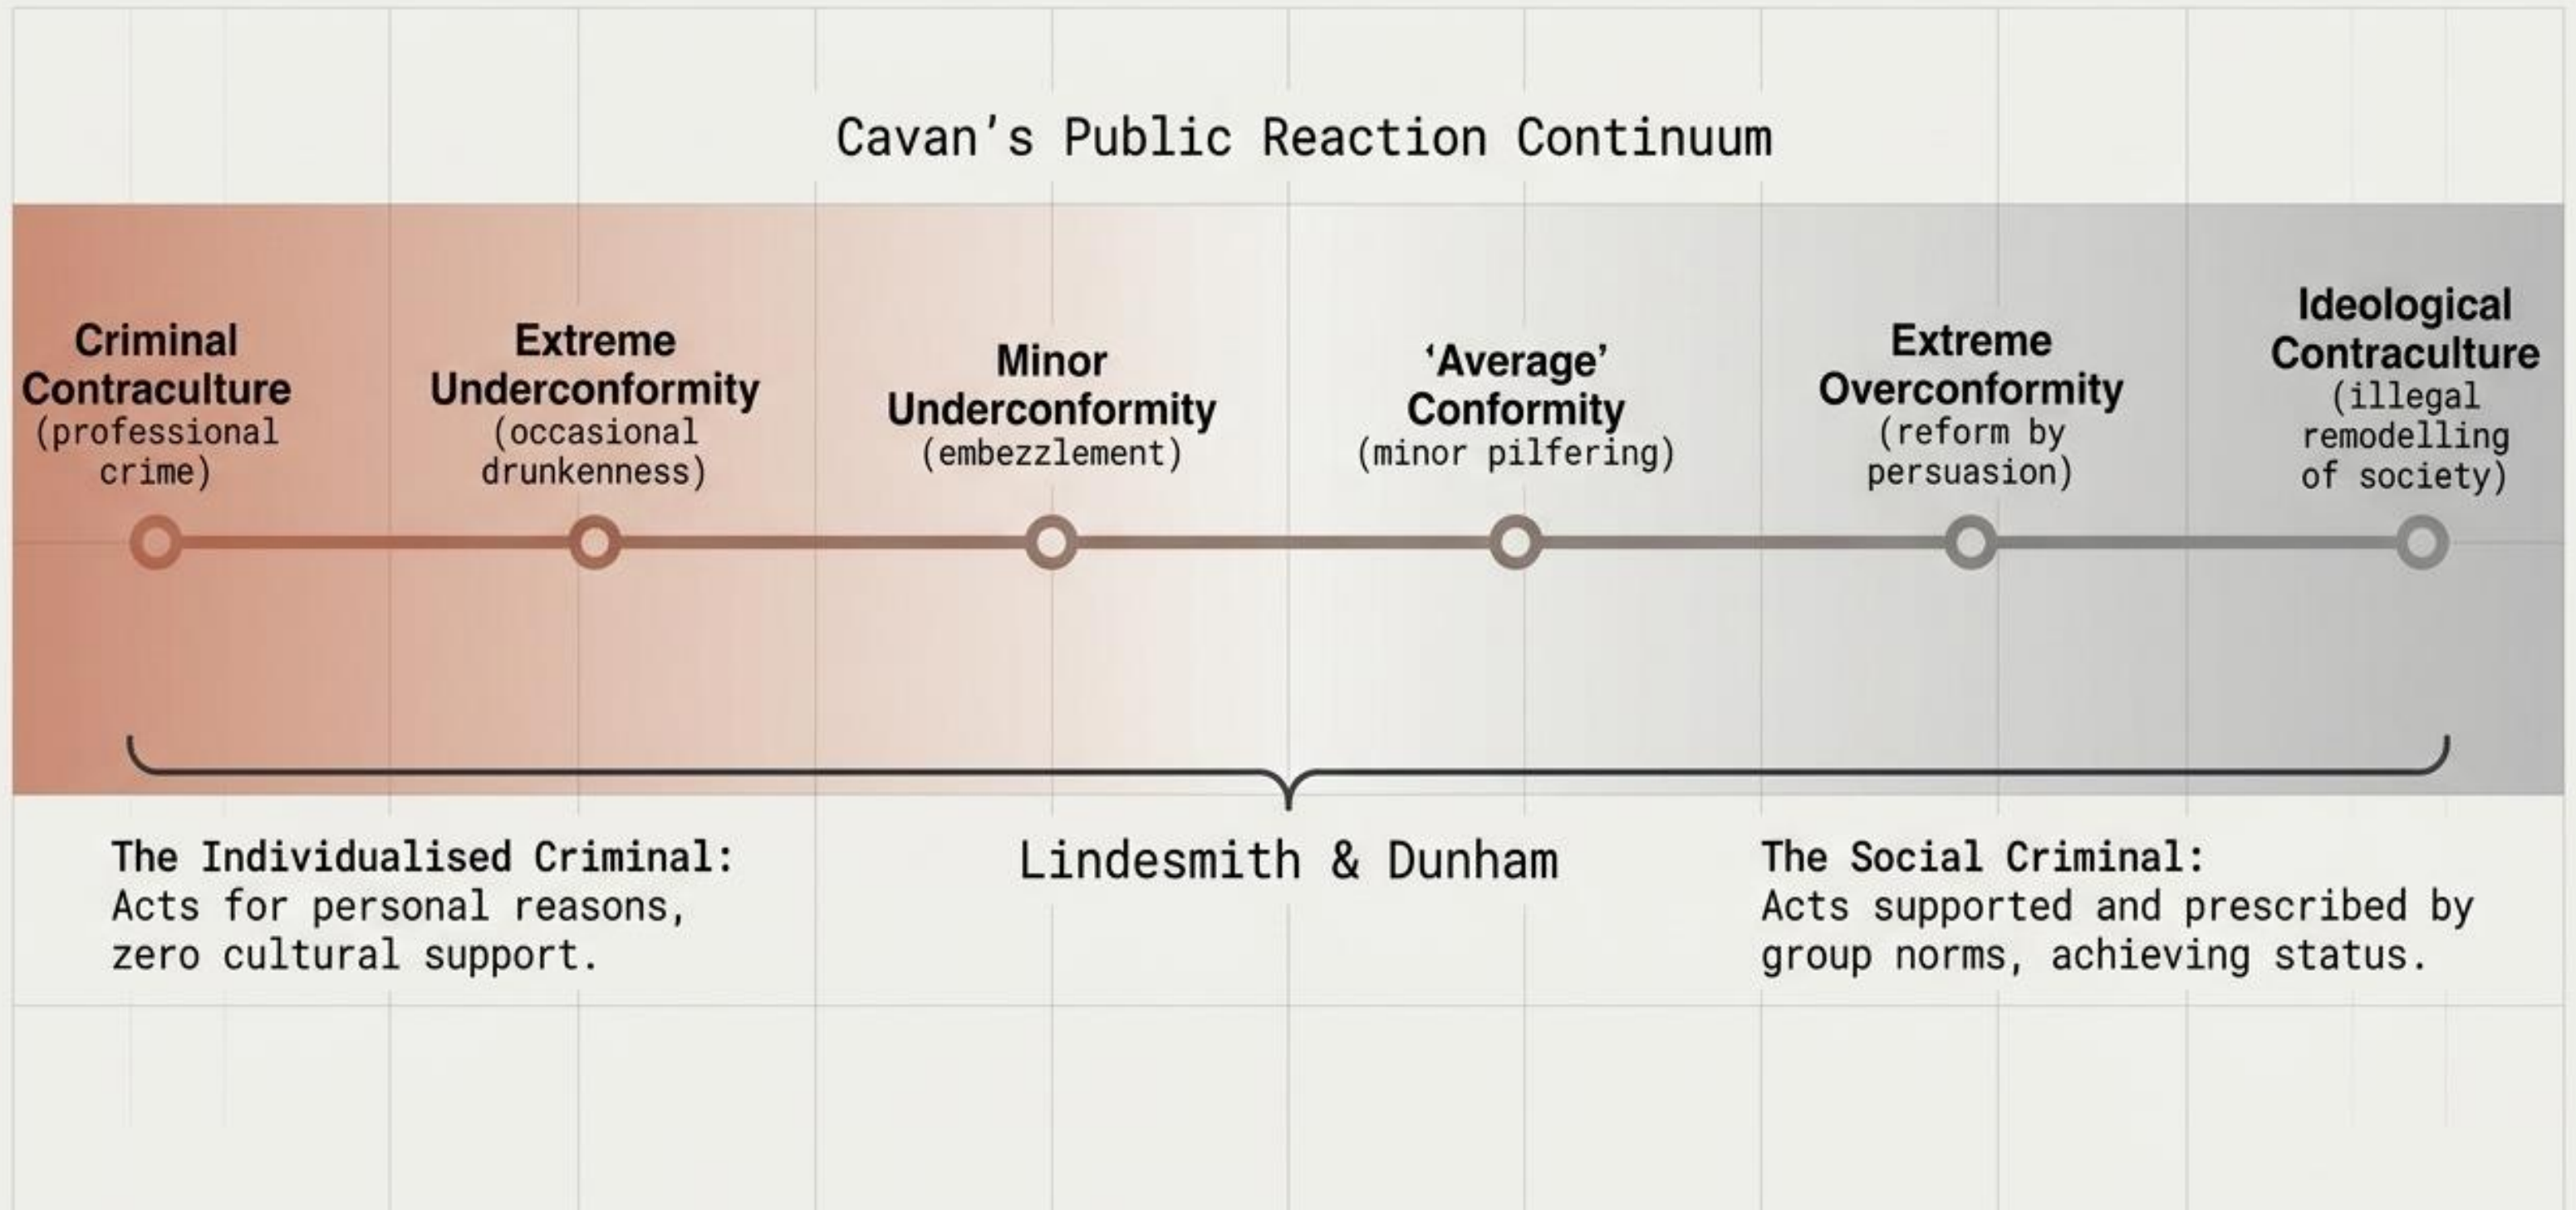 Cavan’s Public Reaction Continuum
Criminal
Contraculture
(professional
crime)
Extreme
Underconformity
(occasional
drunkenness)
Minor
Underconformity
(embezzlement)
‘Average’
Conformity
(minor pilfering)
Extreme
Overconformity
(reform by
persuasion)
Ideological
Contraculture
(illegal
remodelling
of society)
The Individualised Criminal:
Acts for personal reasons,
zero cultural support.
Lindesmith & Dunham
The Social Criminal:
Acts supported and prescribed by
group norms, achieving status.